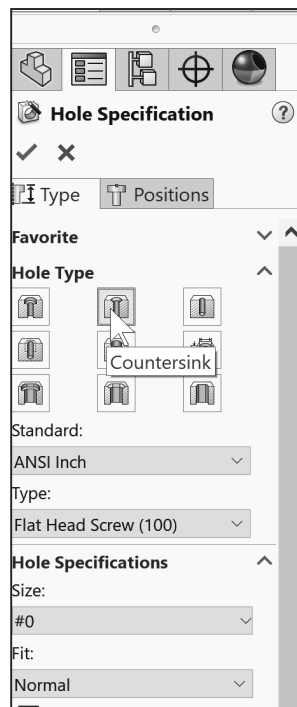 Hole Specification
?
Type Positions
Favorite
Hole Type
Countersink
Standard:
ANSI Inch
Type:
Flat Head Screw (100)
Hole Specifications
Size:
#0
Fit:
Normal